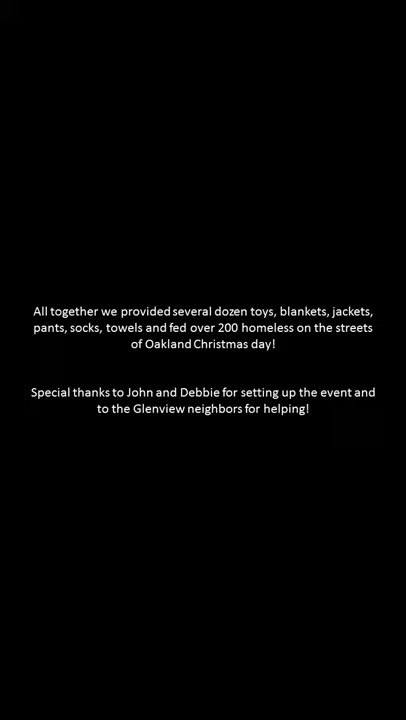 All together we provided several dozen toys, blankets, jackets,
pants, socks, towels and fed over 200 homeless on the streets
of Oakland Christmas day!
Special thanks to John and Debbie for setting up the event and
to the Glenview neighbors for helping!